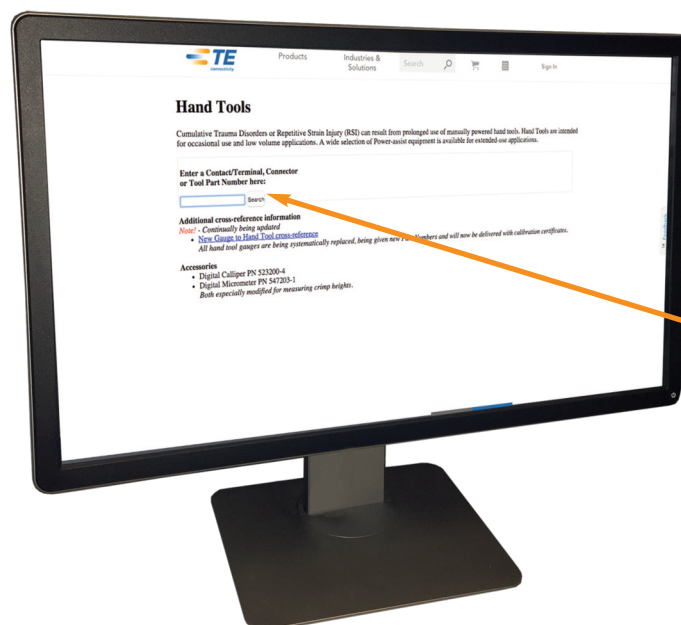 TE
connectivity
Products
Industries &
Solutions
Search
Sign In
Hand Tools
Cumulative Trauma Disorders or Repetitive Strain Injury (RSI) can result from prolonged use of manually powered hand tools. Hand Tools are intended
for occasional use and low volume applications. A wide selection of Power-assist equipment is available for extended-use applications.
Enter a Contact/Terminal, Connector
or Tool Part Number here:
Search
Additional cross-reference information
Note! - Continually being updated
• New Gauge to Hand Tool cross-reference
All hand tool gauges are being systematically replaced, being given new Part Numbers and will now be delivered with calibration certificates.
Accessories
• Digital Calliper PN 523200-4
• Digital Micrometer PN 547203-1
Both especially modified for measuring crimp heights.
Feedback